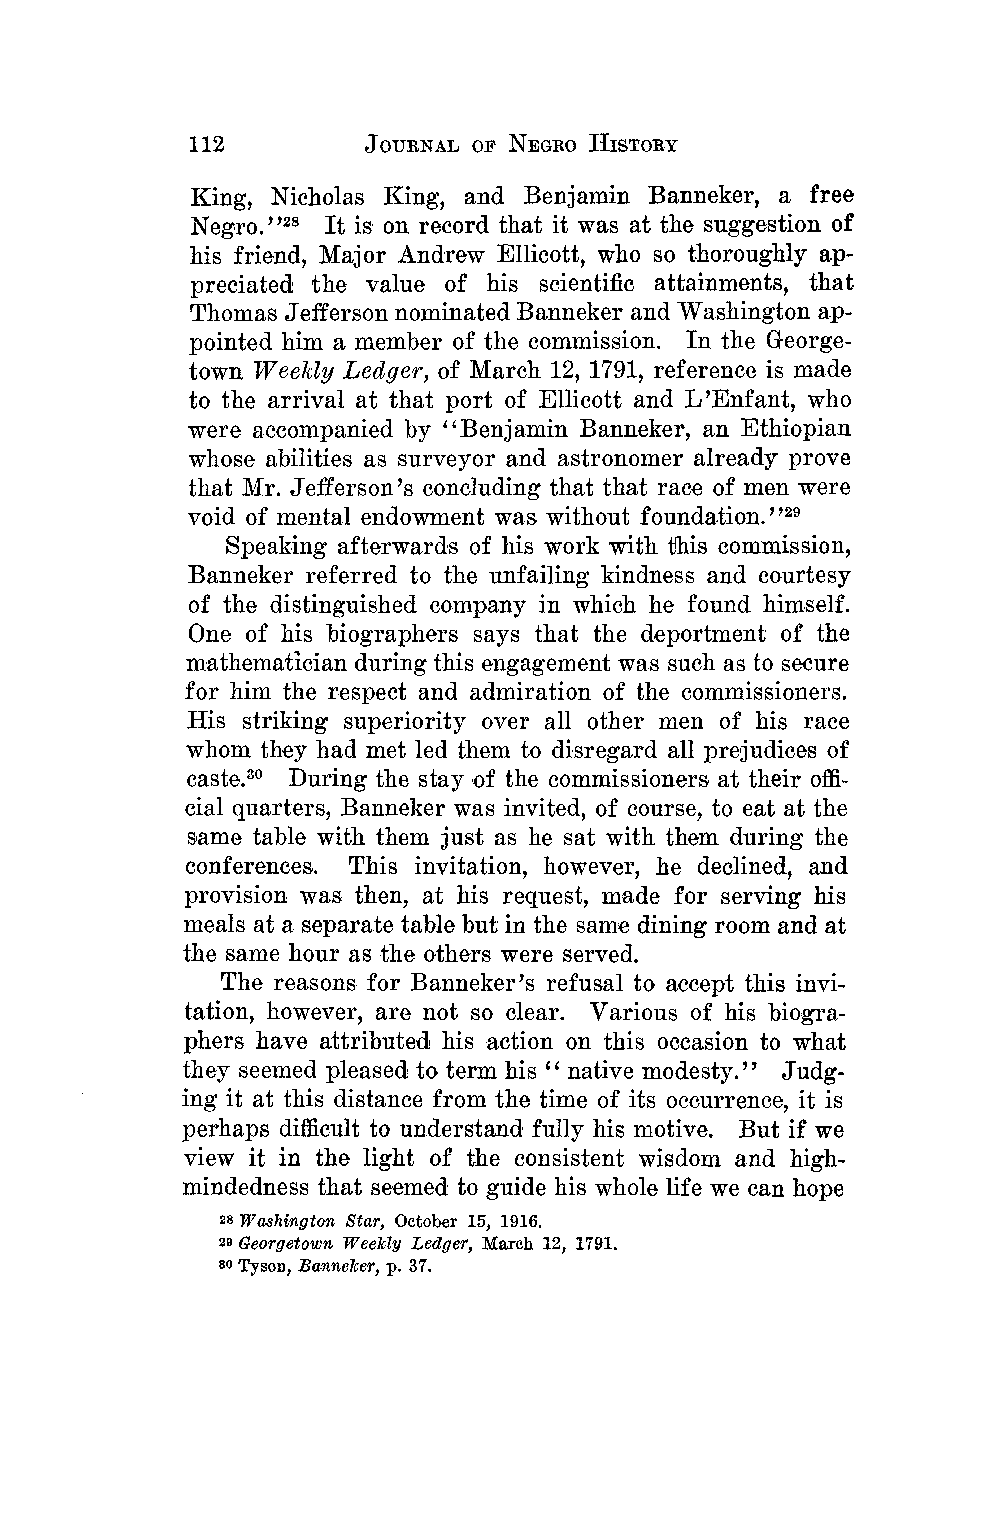 112 JOURNAL OF NEGRO HISTORY
King, Nicholas King, and Benjamin Banneker, a free
Negro.''28 It is on record that it was at the suggestion of
his friend, Major Andrew Ellicott, who so thoroughly ap-
preciated the value of his scientific attainments, that
Thomas Jefferson nominated Banneker and Washington ap-
pointed him a member of the commission. In the George-
town Weekly Ledger, of March 12, 1791, reference is made
to the arrival at that port of Ellicott and L'Enfant, who
were accompanied by ‘‘Benjamin Banneker, an Ethiopian
whose abilities as surveyor and astronomer already prove
that Mr. Jefferson's concluding that that race of men were
void of mental endowment was without foundation.''29
Speaking afterwards of his work with this commission,
Banneker referred to the unfailing kindness and courtesy
of the distinguished company in which he found himself.
One of his biographers says that the deportment of the
mathematician during this engagement was such as to secure
for him the respect and admiration of the commissioners.
His striking superiority over all other men of his race
whom they had met led them to disregard all prejudices of
caste.30 During the stay of the commissioners at their offi-
cial quarters, Banneker was invited, of course, to eat at the
same table with them just as he sat with them during the
conferences. This invitation, however, he declined, and
provision was then, at his request, made for serving his
meals at a separate table but in the same dining room and at
the same hour as the others were served.
The reasons for Banneker's refusal to accept this invi-
tation, however, are not so clear. Various of his biogra-
phers have attributed his action on this occasion to what
they seemed pleased to term his ‘‘ native modesty.'' Judg-
ing it at this distance from the time of its occurrence, it is
perhaps difficult to understand fully his motive. But if we
view it in the light of the consistent wisdom and high-
mindedness that seemed to guide his whole life we can hope
28 Washington Star, October 15, 1916.
29 Georgetown Weekly Ledger, March 12, 1791.
30 Tyson, Banneker, p. 37.